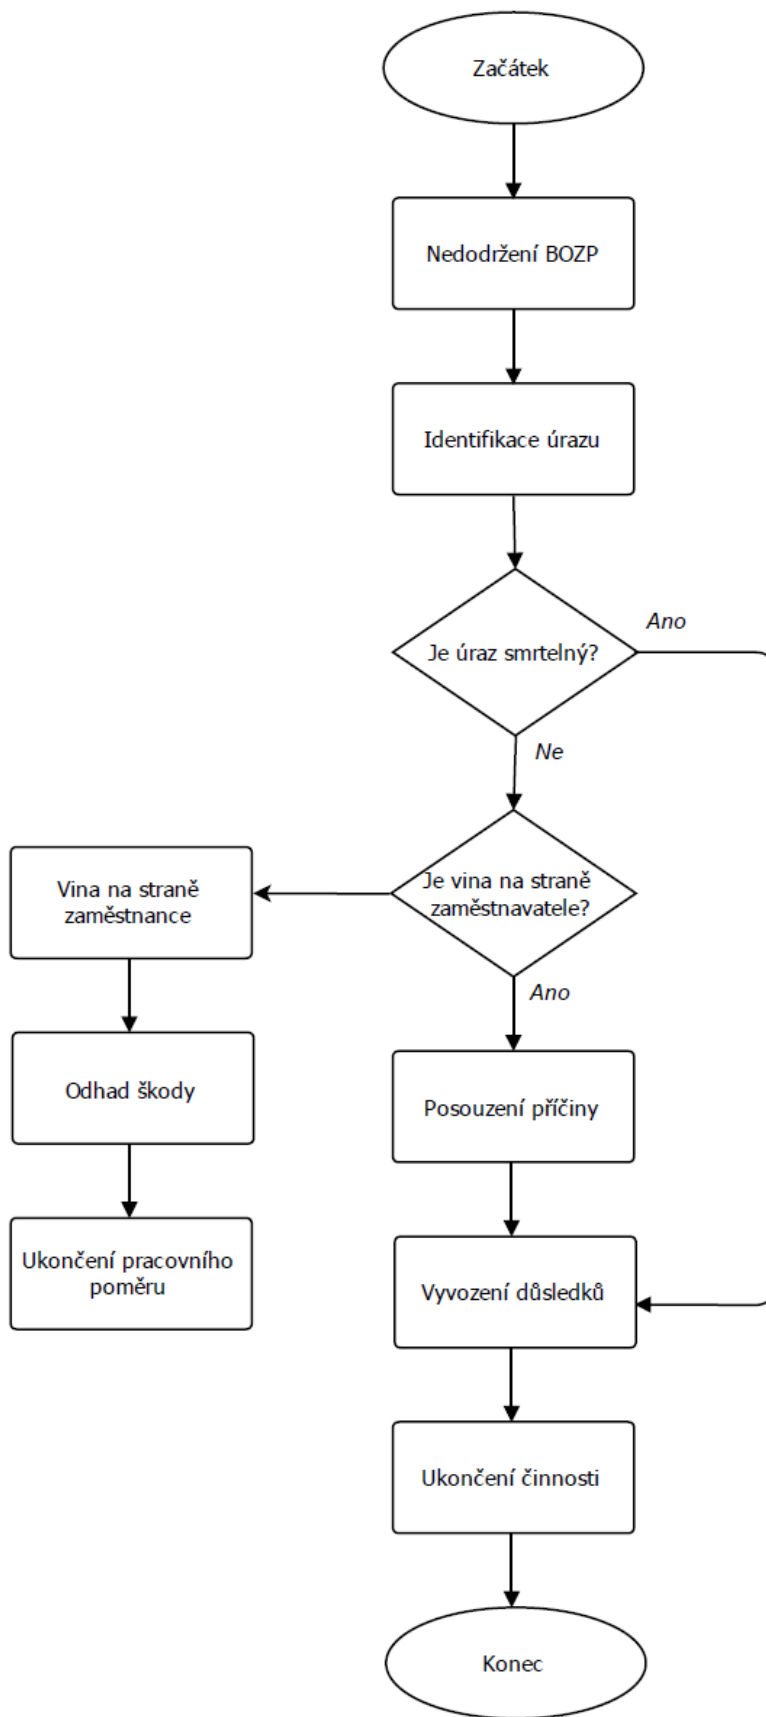 Začátek
Nedodržení BOZP
Identifikace úrazu
Je úraz smrtelný?
Ano
Ne
Je vina na straně
zaměstnavatele?
Vina na straně
zaměstnance
Ano
Odhad škody
Posouzení příčiny
Ukončení pracovního
poměru
Vyvození důsledků
Ukončení činnosti
Konec